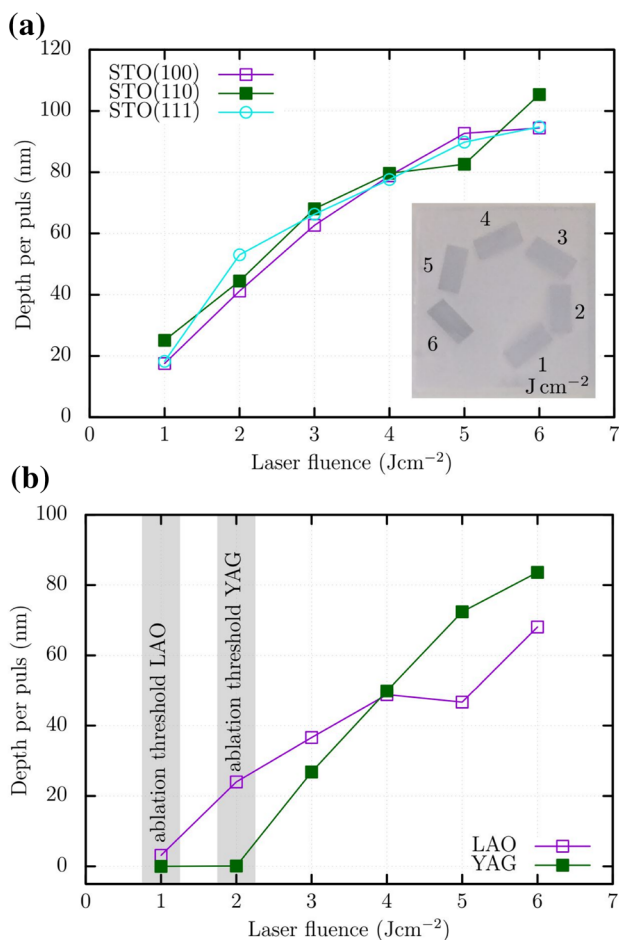 (a)
120
100
80
60
40
20
0
Depth per puls (nm)
STO(100)
STO(110)
STO(111)
4
3
5
2
6
1
J cm−2
0 1 2 3 4 5 6 7
Laser fluence (Jcm−2)
(b)
100
80
60
40
20
0
Depth per puls (nm)
ablation threshold LAO
ablation threshold YAG
LAO
YAG
0 1 2 3 4 5 6 7
Laser fluence (Jcm−2)